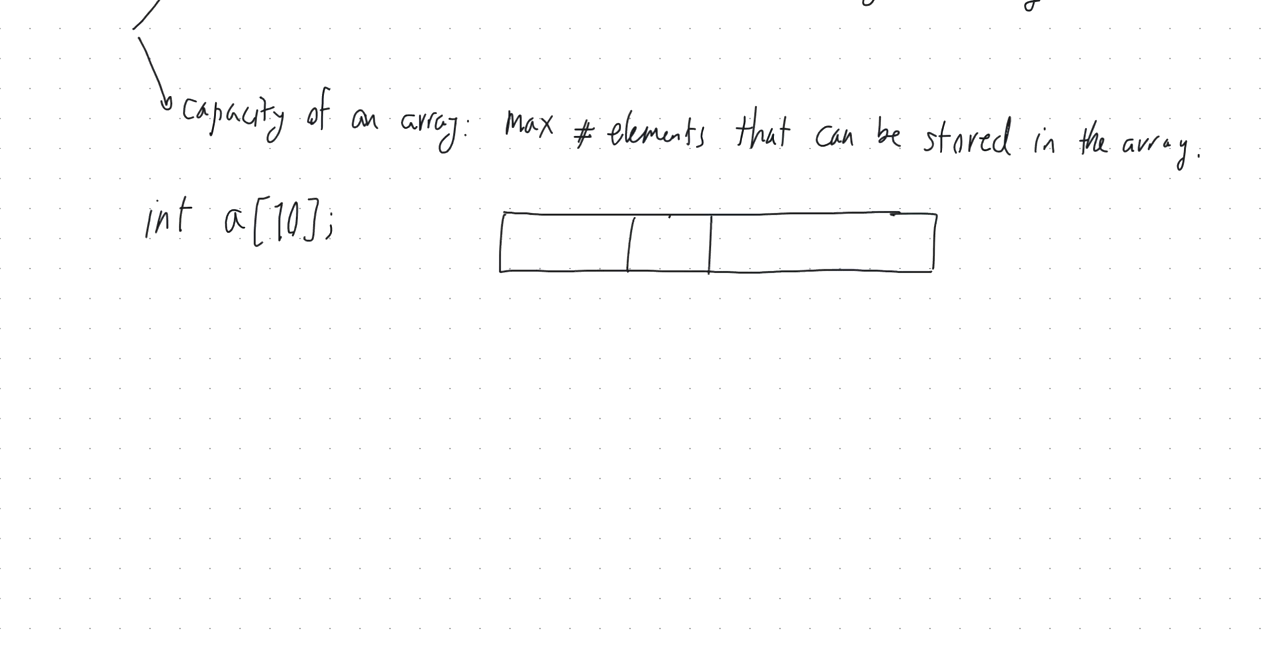 capacity of an array: max # elements that can be stored in the array.
int a[10];